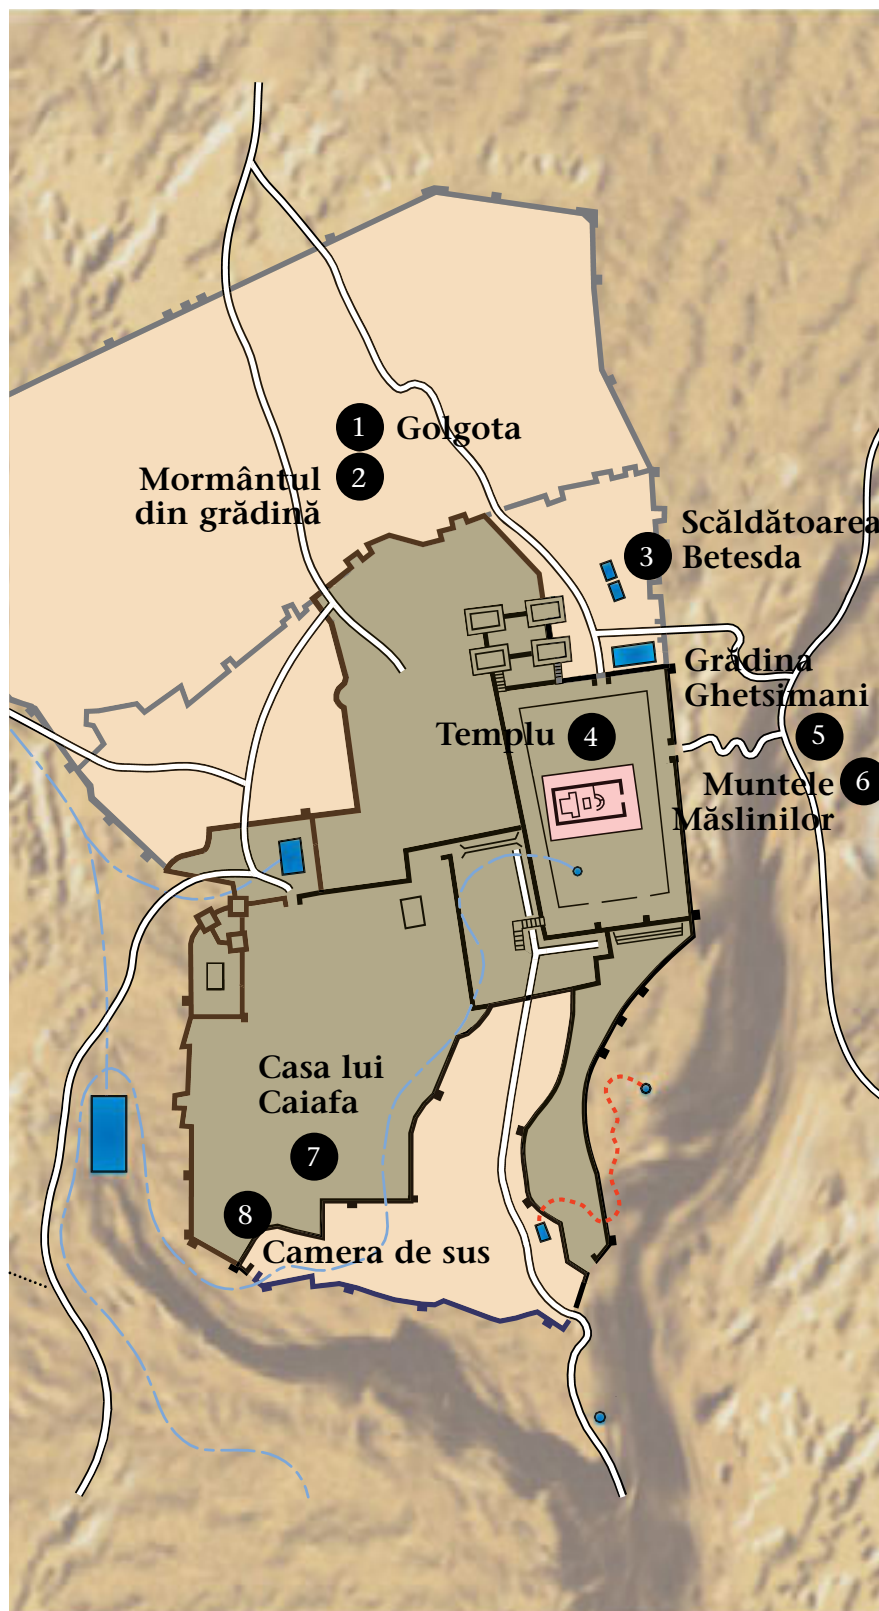 1 Golgota
Mormântul
din grădină
2
Scăldătoarea
Betesda
3
Grădina
Ghetsimani
Templu 4
5
Muntele
Măslinilor
6
Casa lui
Caiafa
7
8
Camera de sus